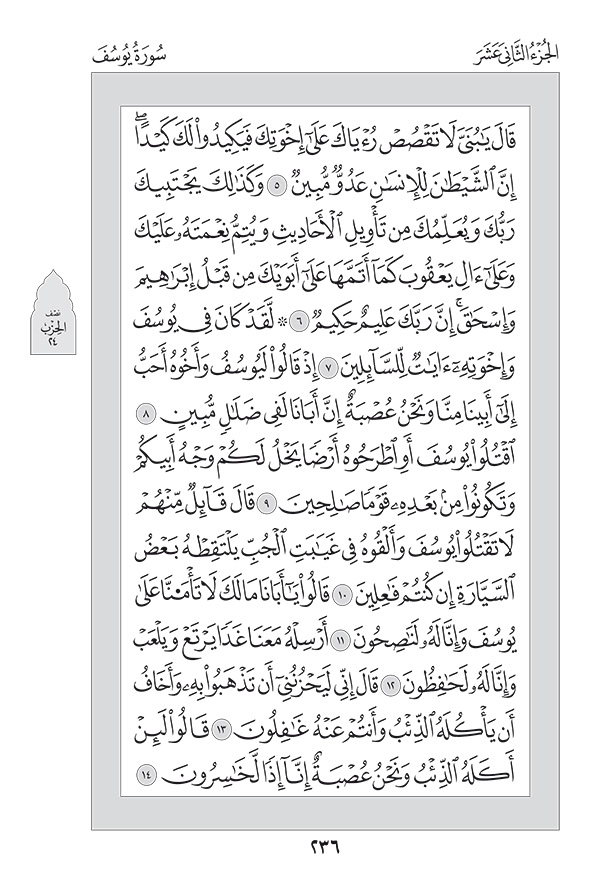 الجُزْءُ الثَّانِي عَشَرَ
سُورَةُ يُوسُفَ
قَالَ يَٰبُنَيَّ لَا تَقۡصُصۡ رُءۡيَاكَ عَلَىٰٓ إِخۡوَتِكَ فَيَكِيدُواْ لَكَ كَيۡدًاۖ
إِنَّ ٱلشَّيۡطَٰنَ لِلۡإِنسَٰنِ عَدُوّٞ مُّبِينٞ ٥ وَكَذَٰلِكَ يَجۡتَبِيكَ
رَبُّكَ وَيُعَلِّمُكَ مِن تَأۡوِيلِ ٱلۡأَحَادِيثِ وَيُتِمُّ نِعۡمَتَهُۥ عَلَيۡكَ
وَعَلَىٰٓ ءَالِ يَعۡقُوبَ كَمَآ أَتَمَّهَا عَلَىٰٓ أَبَوَيۡكَ مِن قَبۡلُ إِبۡرَٰهِيمَ
وَإِسۡحَٰقَۚ إِنَّ رَبَّكَ عَلِيمٌ حَكِيمٞ ٦ ۞ لَّقَدۡ كَانَ فِي يُوسُفَ
وَإِخۡوَتِهِۦٓ ءَايَٰتٞ لِّلسَّآئِلِينَ ٧ إِذۡ قَالُواْ لَيُوسُفُ وَأَخُوهُ أَحَبُّ
إِلَىٰٓ أَبِينَا مِنَّا وَنَحۡنُ عُصۡبَةٌ إِنَّ أَبَانَا لَفِي ضَلَٰلٖ مُّبِينٍ ٨
ٱقۡتُلُواْ يُوسُفَ أَوِ ٱطۡرَحُوهُ أَرۡضٗا يَخۡلُ لَكُمۡ وَجۡهُ أَبِيكُمۡ
وَتَكُونُواْ مِنۢ بَعۡدِهِۦ قَوۡمٗا صَٰلِحِينَ ٩ قَالَ قَآئِلٞ مِّنۡهُمۡ
لَا تَقۡتُلُواْ يُوسُفَ وَأَلۡقُوهُ فِي غَيَٰبَتِ ٱلۡجُبِّ يَلۡتَقِطۡهُ بَعۡضُ
ٱلسَّيَّارَةِ إِن كُنتُمۡ فَٰعِلِينَ ١٠ قَالُواْ يَٰٓأَبَانَا مَالَكَ لَا تَأۡمَ۬نَّا عَلَىٰ
يُوسُفَ وَإِنَّا لَهُۥ لَنَٰصِحُونَ ١١ أَرۡسِلۡهُ مَعَنَا غَدٗا يَرۡتَعۡ وَيَلۡعَبۡ
وَإِنَّا لَهُۥ لَحَٰفِظُونَ ١٢ قَالَ إِنِّي لَيَحۡزُنُنِيٓ أَن تَذۡهَبُواْ بِهِۦ وَأَخَافُ
أَن يَأۡكُلَهُ ٱلذِّئۡبُ وَأَنتُمۡ عَنۡهُ غَٰفِلُونَ ١٣ قَالُواْ لَئِنۡ
أَكَلَهُ ٱلذِّئۡبُ وَنَحۡنُ عُصۡبَةٌ إِنَّآ إِذٗا لَّخَٰسِرُونَ ١٤
نصف
الحزب
٢٤
٢٣٦